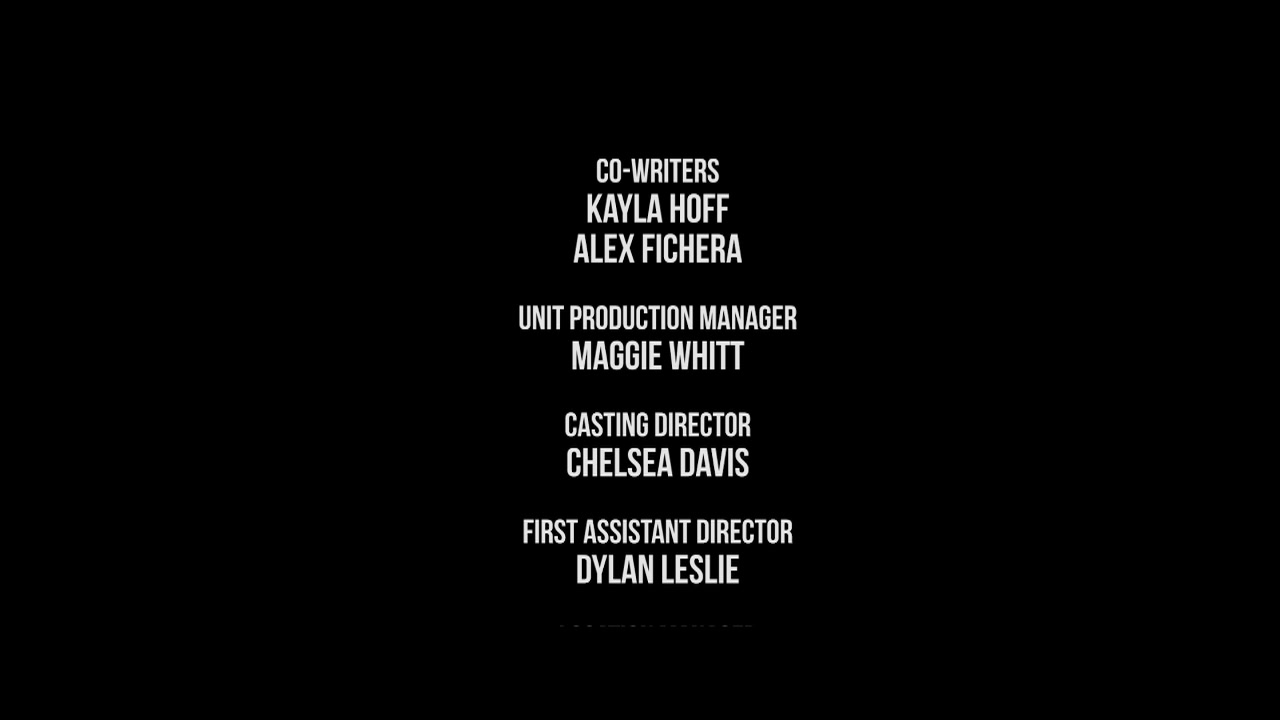 CO-WRITERS
KAYLA HOFF
ALEX FICHERA
UNIT PRODUCTION MANAGER
MAGGIE WHITT
CASTING DIRECTOR
CHELSEA DAVIS
FIRST ASSISTANT DIRECTOR
DYLAN LESLIE